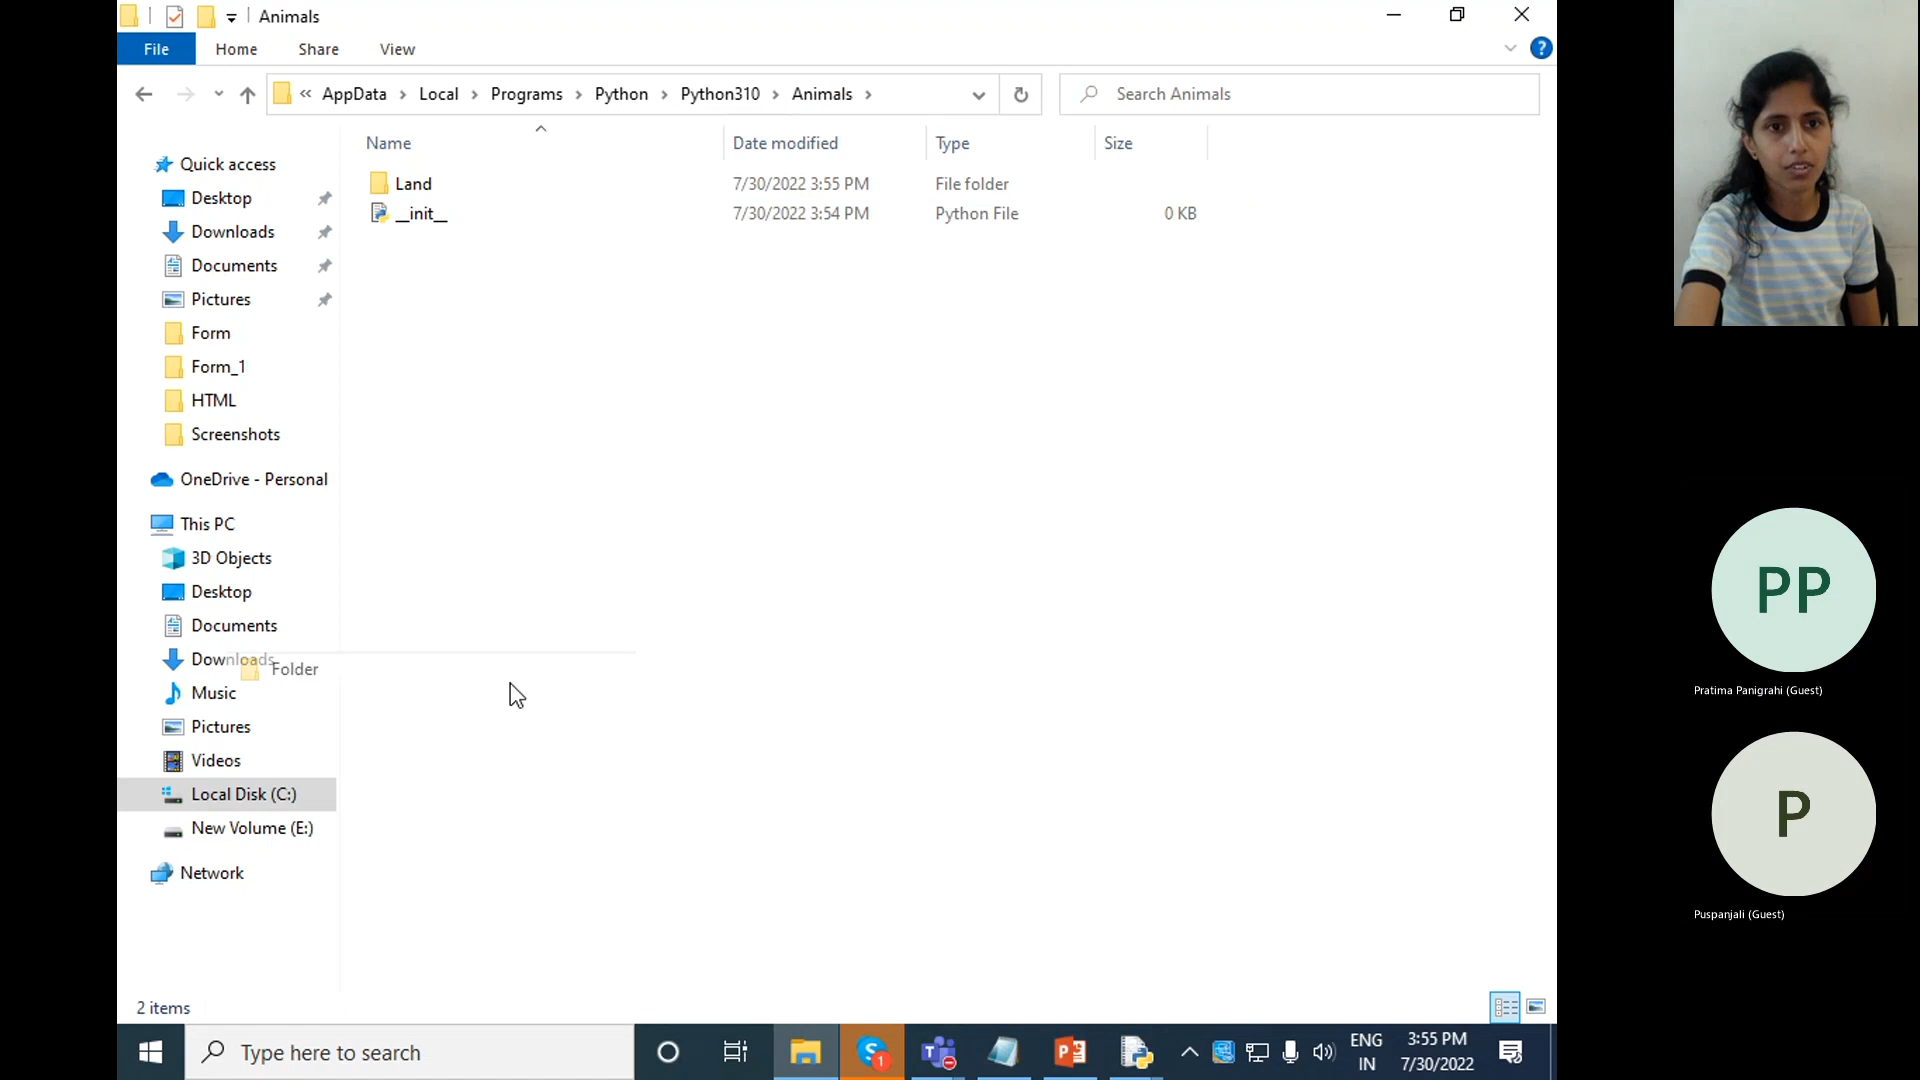 Animals
File Home Share View
« AppData › Local › Programs › Python › Python310 › Animals › Search Animals
Name Date modified Type Size
Land 7/30/2022 3:55 PM File folder
__init__ 7/30/2022 3:54 PM Python File 0 KB
Quick access
Desktop
Downloads
Documents
Pictures
Form
Form_1
HTML
Screenshots
OneDrive - Personal
This PC
3D Objects
Desktop
Documents
Downloads
Folder
Music
Pictures
Videos
Local Disk (C:)
New Volume (E:)
Network
2 items
Type here to search
1
ENG
IN
3:55 PM
7/30/2022
PP
Pratima Panigrahi (Guest)
P
Puspanjali (Guest)